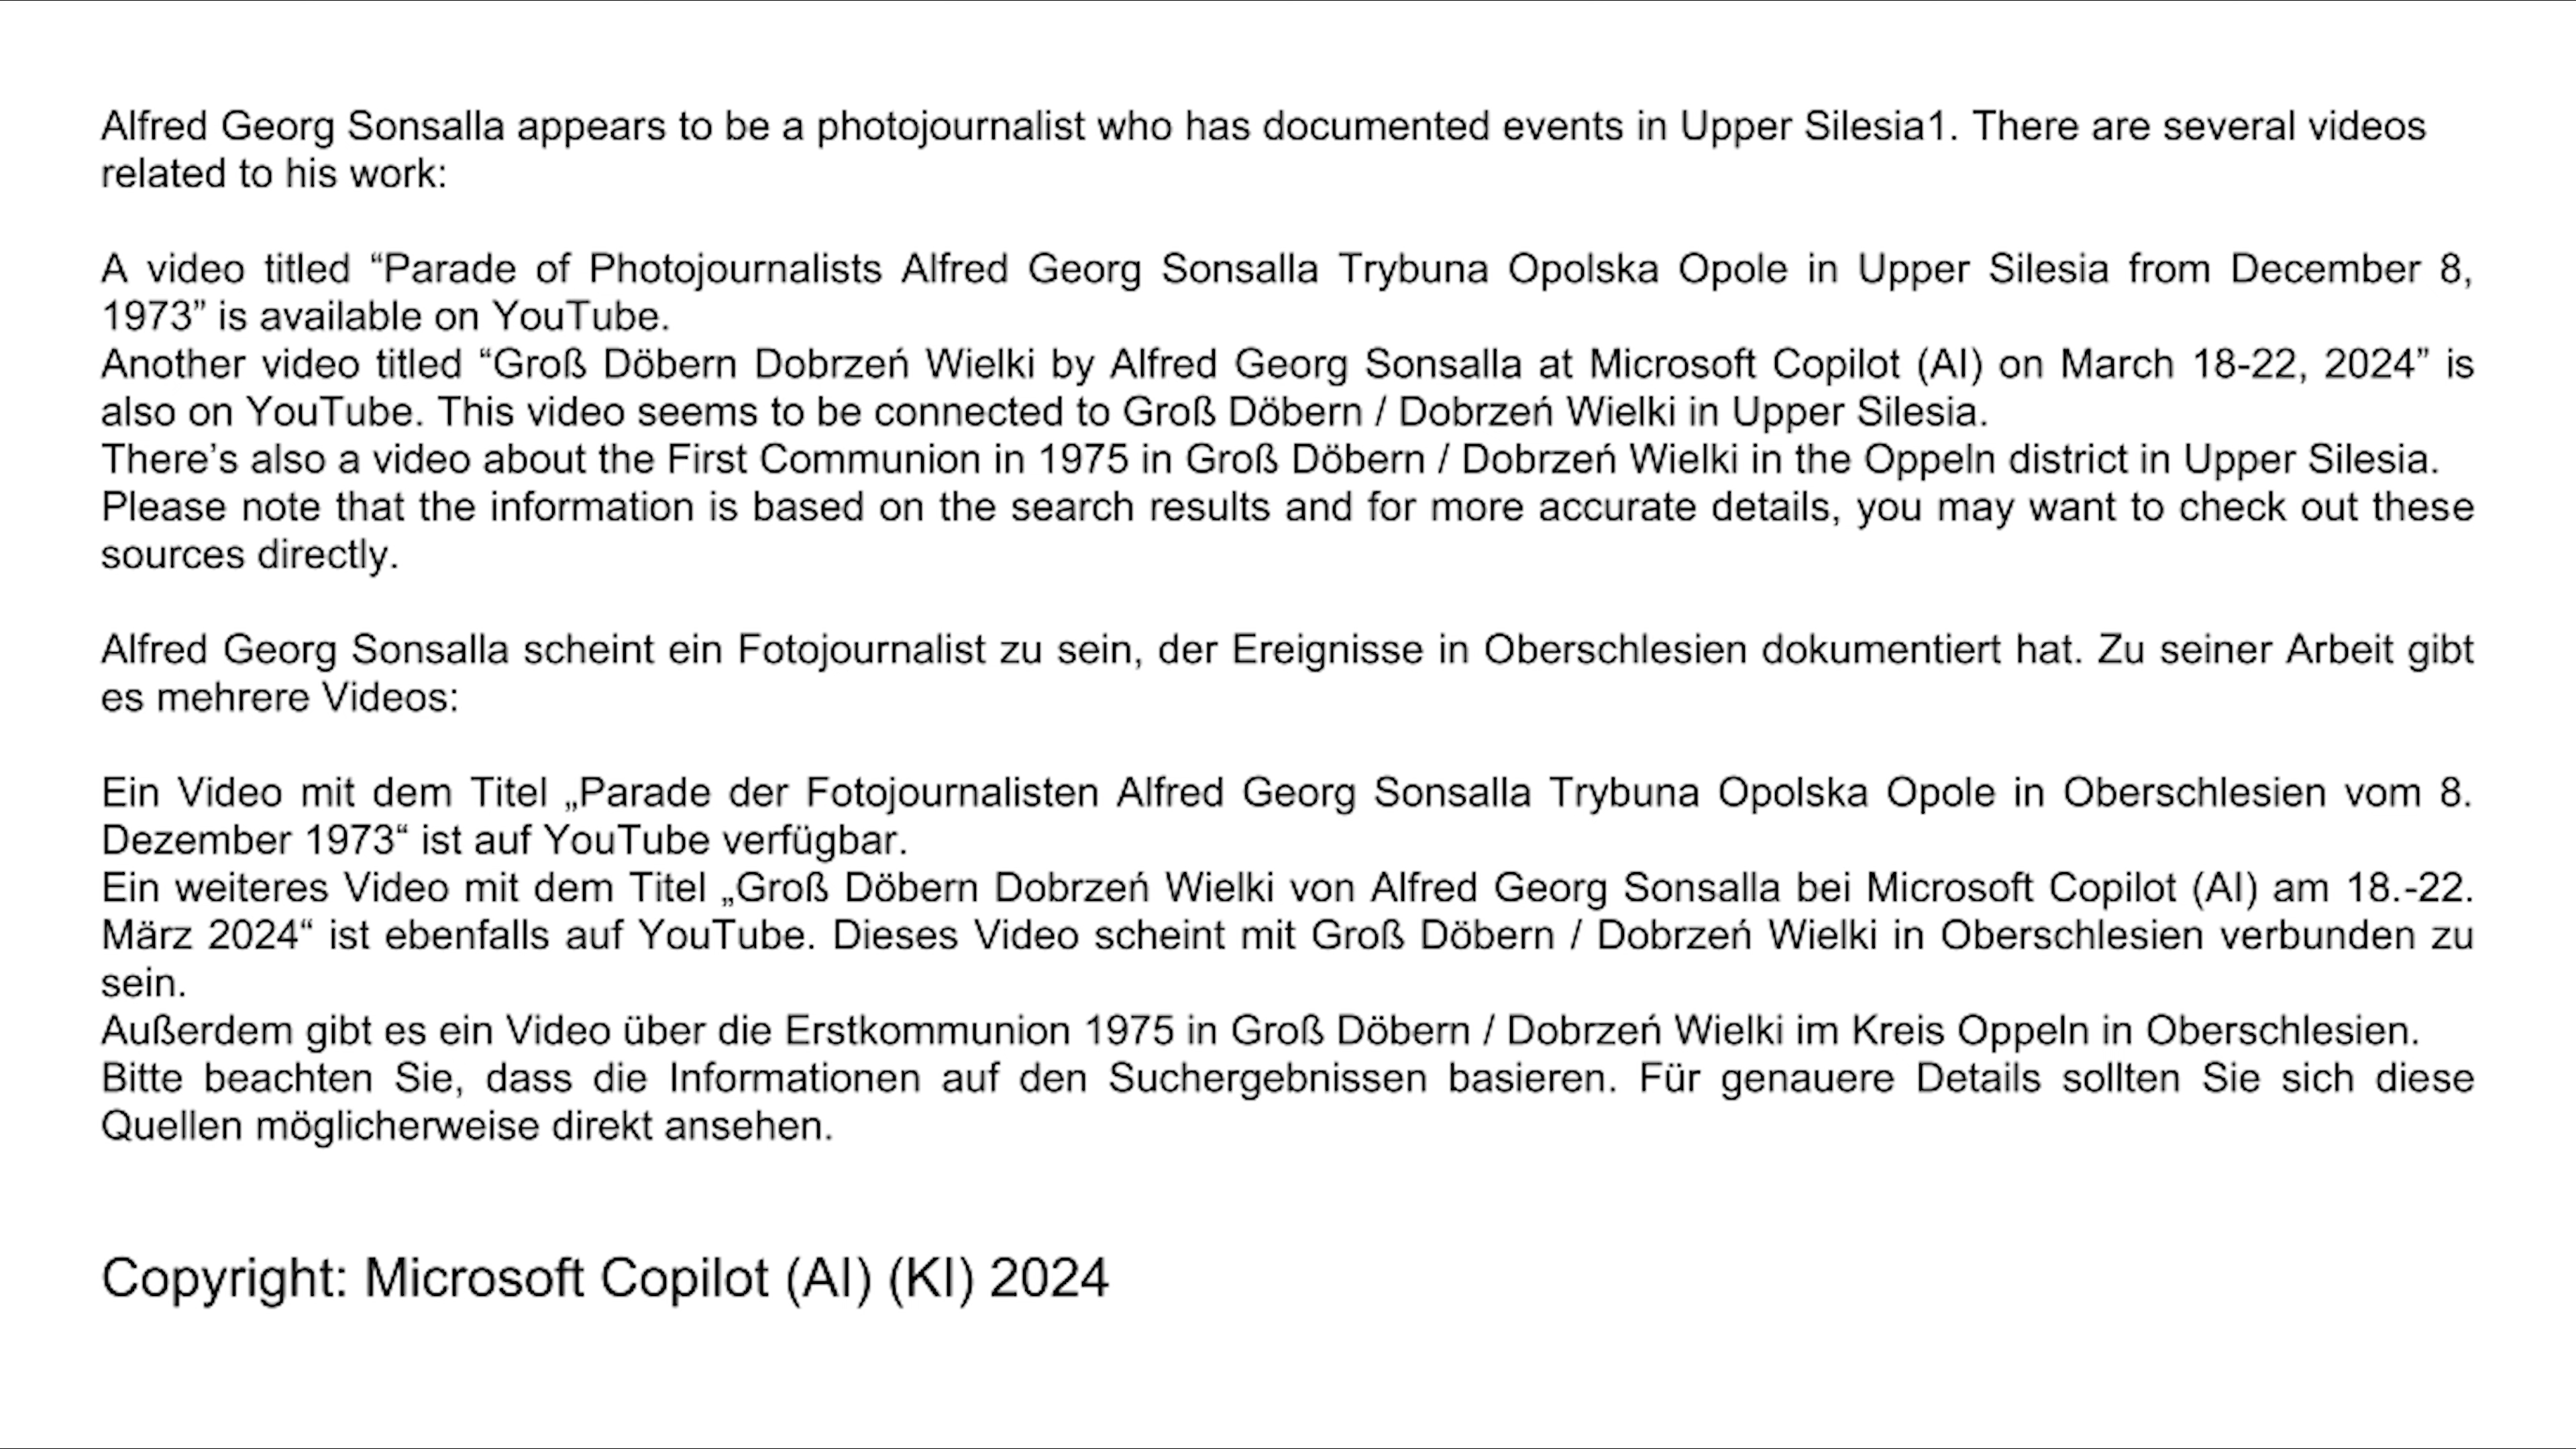 Alfred Georg Sonsalla appears to be a photojournalist who has documented events in Upper Silesia1. There are several videos
related to his work:
A video titled “Parade of Photojournalists Alfred Georg Sonsalla Trybuna Opolska Opole in Upper Silesia from December 8,
1973” is available on YouTube.
Another video titled “Groß Döbern Dobrzeń Wielki by Alfred Georg Sonsalla at Microsoft Copilot (AI) on March 18-22, 2024” is
also on YouTube. This video seems to be connected to Groß Döbern / Dobrzeń Wielki in Upper Silesia.
There’s also a video about the First Communion in 1975 in Groß Döbern / Dobrzeń Wielki in the Oppeln district in Upper Silesia.
Please note that the information is based on the search results and for more accurate details, you may want to check out these
sources directly.
Alfred Georg Sonsalla scheint ein Fotojournalist zu sein, der Ereignisse in Oberschlesien dokumentiert hat. Zu seiner Arbeit gibt
es mehrere Videos:
Ein Video mit dem Titel „Parade der Fotojournalisten Alfred Georg Sonsalla Trybuna Opolska Opole in Oberschlesien vom 8.
Dezember 1973“ ist auf YouTube verfügbar.
Ein weiteres Video mit dem Titel „Groß Döbern Dobrzeń Wielki von Alfred Georg Sonsalla bei Microsoft Copilot (AI) am 18.-22.
März 2024“ ist ebenfalls auf YouTube. Dieses Video scheint mit Groß Döbern / Dobrzeń Wielki in Oberschlesien verbunden zu
sein.
Außerdem gibt es ein Video über die Erstkommunion 1975 in Groß Döbern / Dobrzeń Wielki im Kreis Oppeln in Oberschlesien.
Bitte beachten Sie, dass die Informationen auf den Suchergebnissen basieren. Für genauere Details sollten Sie sich diese
Quellen möglicherweise direkt ansehen.
Copyright: Microsoft Copilot (AI) (KI) 2024